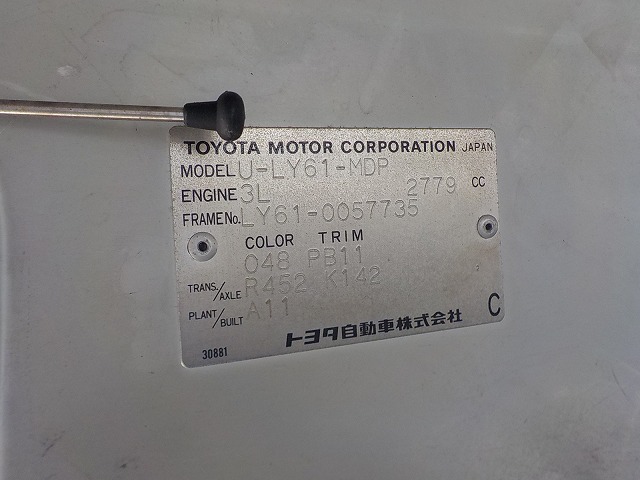 TOYOTA MOTOR CORPORATION JAPAN
MODEL U-LY61-MDP
ENGINE 3L 2779 CC
FRAME No. LY61-0057735
COLOR TRIM
048 PB11
TRANS./AXLE R452 K142
PLANT/BUILT A11
トヨタ自動車株式会社 C
30881